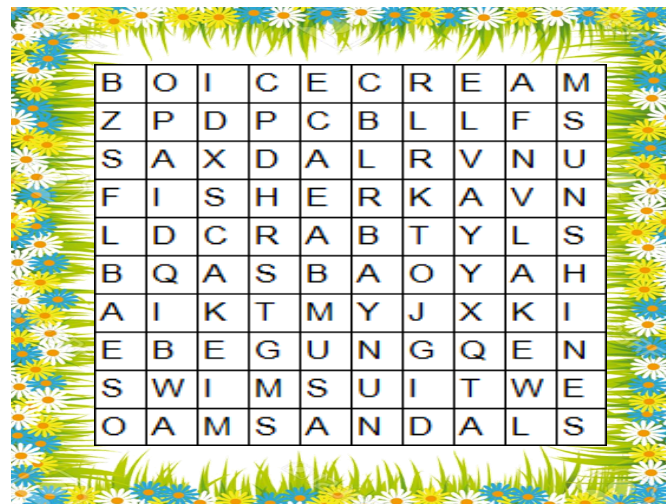 B O I C E C R E A M
Z P D P C B L L F S
S A X D A L R V N U
F I S H E R K A V N
L D C R A B T Y L S
B Q A S B A O Y A H
A I K T M Y J X K I
E B E G U N G Q E N
S W I M S U I T W E
O A M S A N D A L S